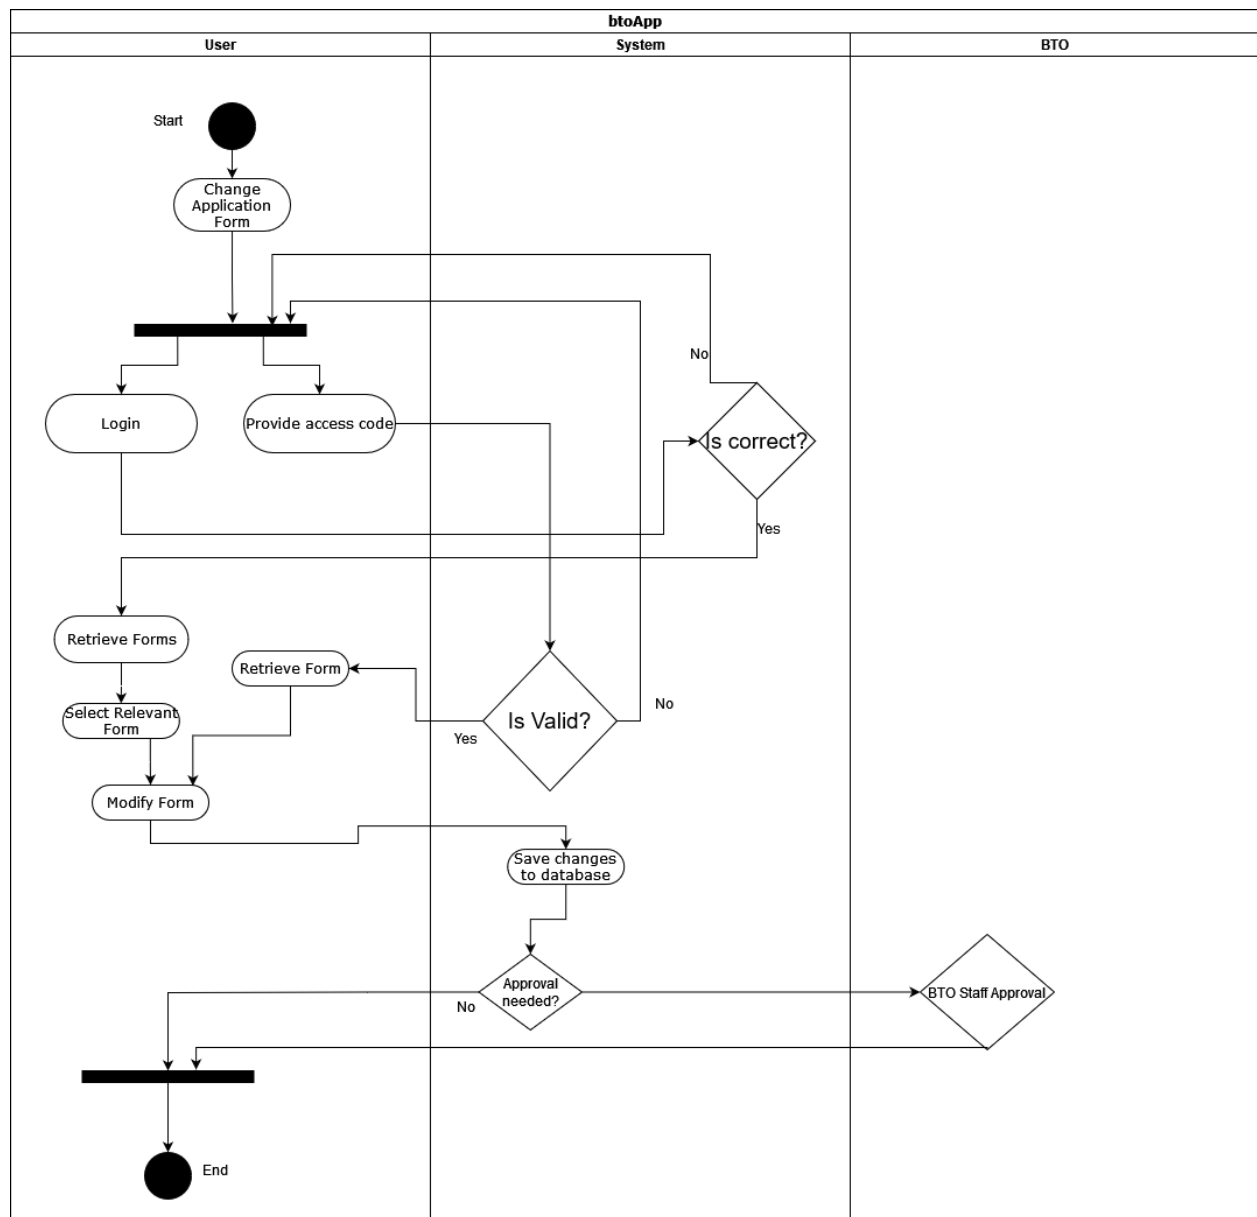 btoApp
User
System
BTO
Start
Change
Application
Form
No
Login
Provide access code
Is correct?
Yes
Retrieve Forms
Retrieve Form
Select Relevant
Form
Is Valid?
No
Yes
Modify Form
Save changes
to database
Approval
needed?
No
BTO Staff Approval
End